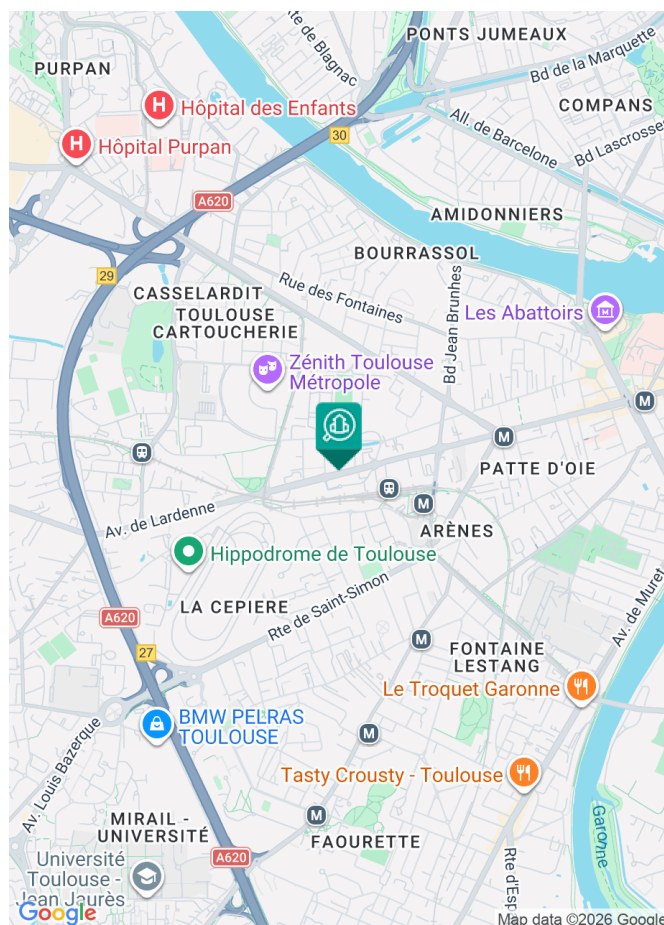 PONTS JUMEAUX
Rte de Blagnac
Bd de la Marquette
PURPAN
H
Hôpital des Enfants
COMPANS
All. de Barcelone
Bd Lascrosses
30
H
Hôpital Purpan
A620
AMIDONNIERS
BOURRASSOL
29
Rue des Fontaines
CASSELARDIT
TOULOUSE
CARTOUCHERIE
Les Abattoirs
Bd Jean Brunhes
Zénith Toulouse
Métropole
M
M
PATTE D'OIE
M
Av. de Lardenne
ARÈNES
Hippodrome de Toulouse
LA CEPIERE
Rte de Saint-Simon
Av. de Muret
A620
M
27
FONTAINE
LESTANG
Le Troquet Garonne
BMW PELRAS
TOULOUSE
M
Av. Louis Bazerque
Tasty Crousty - Toulouse
M
MIRAIL -
UNIVERSITÉ
FAOURETTE
Garonne
A620
Université
Toulouse -
Jean Jaurès
Rte d'Esp
Google
Map data ©2026 Google